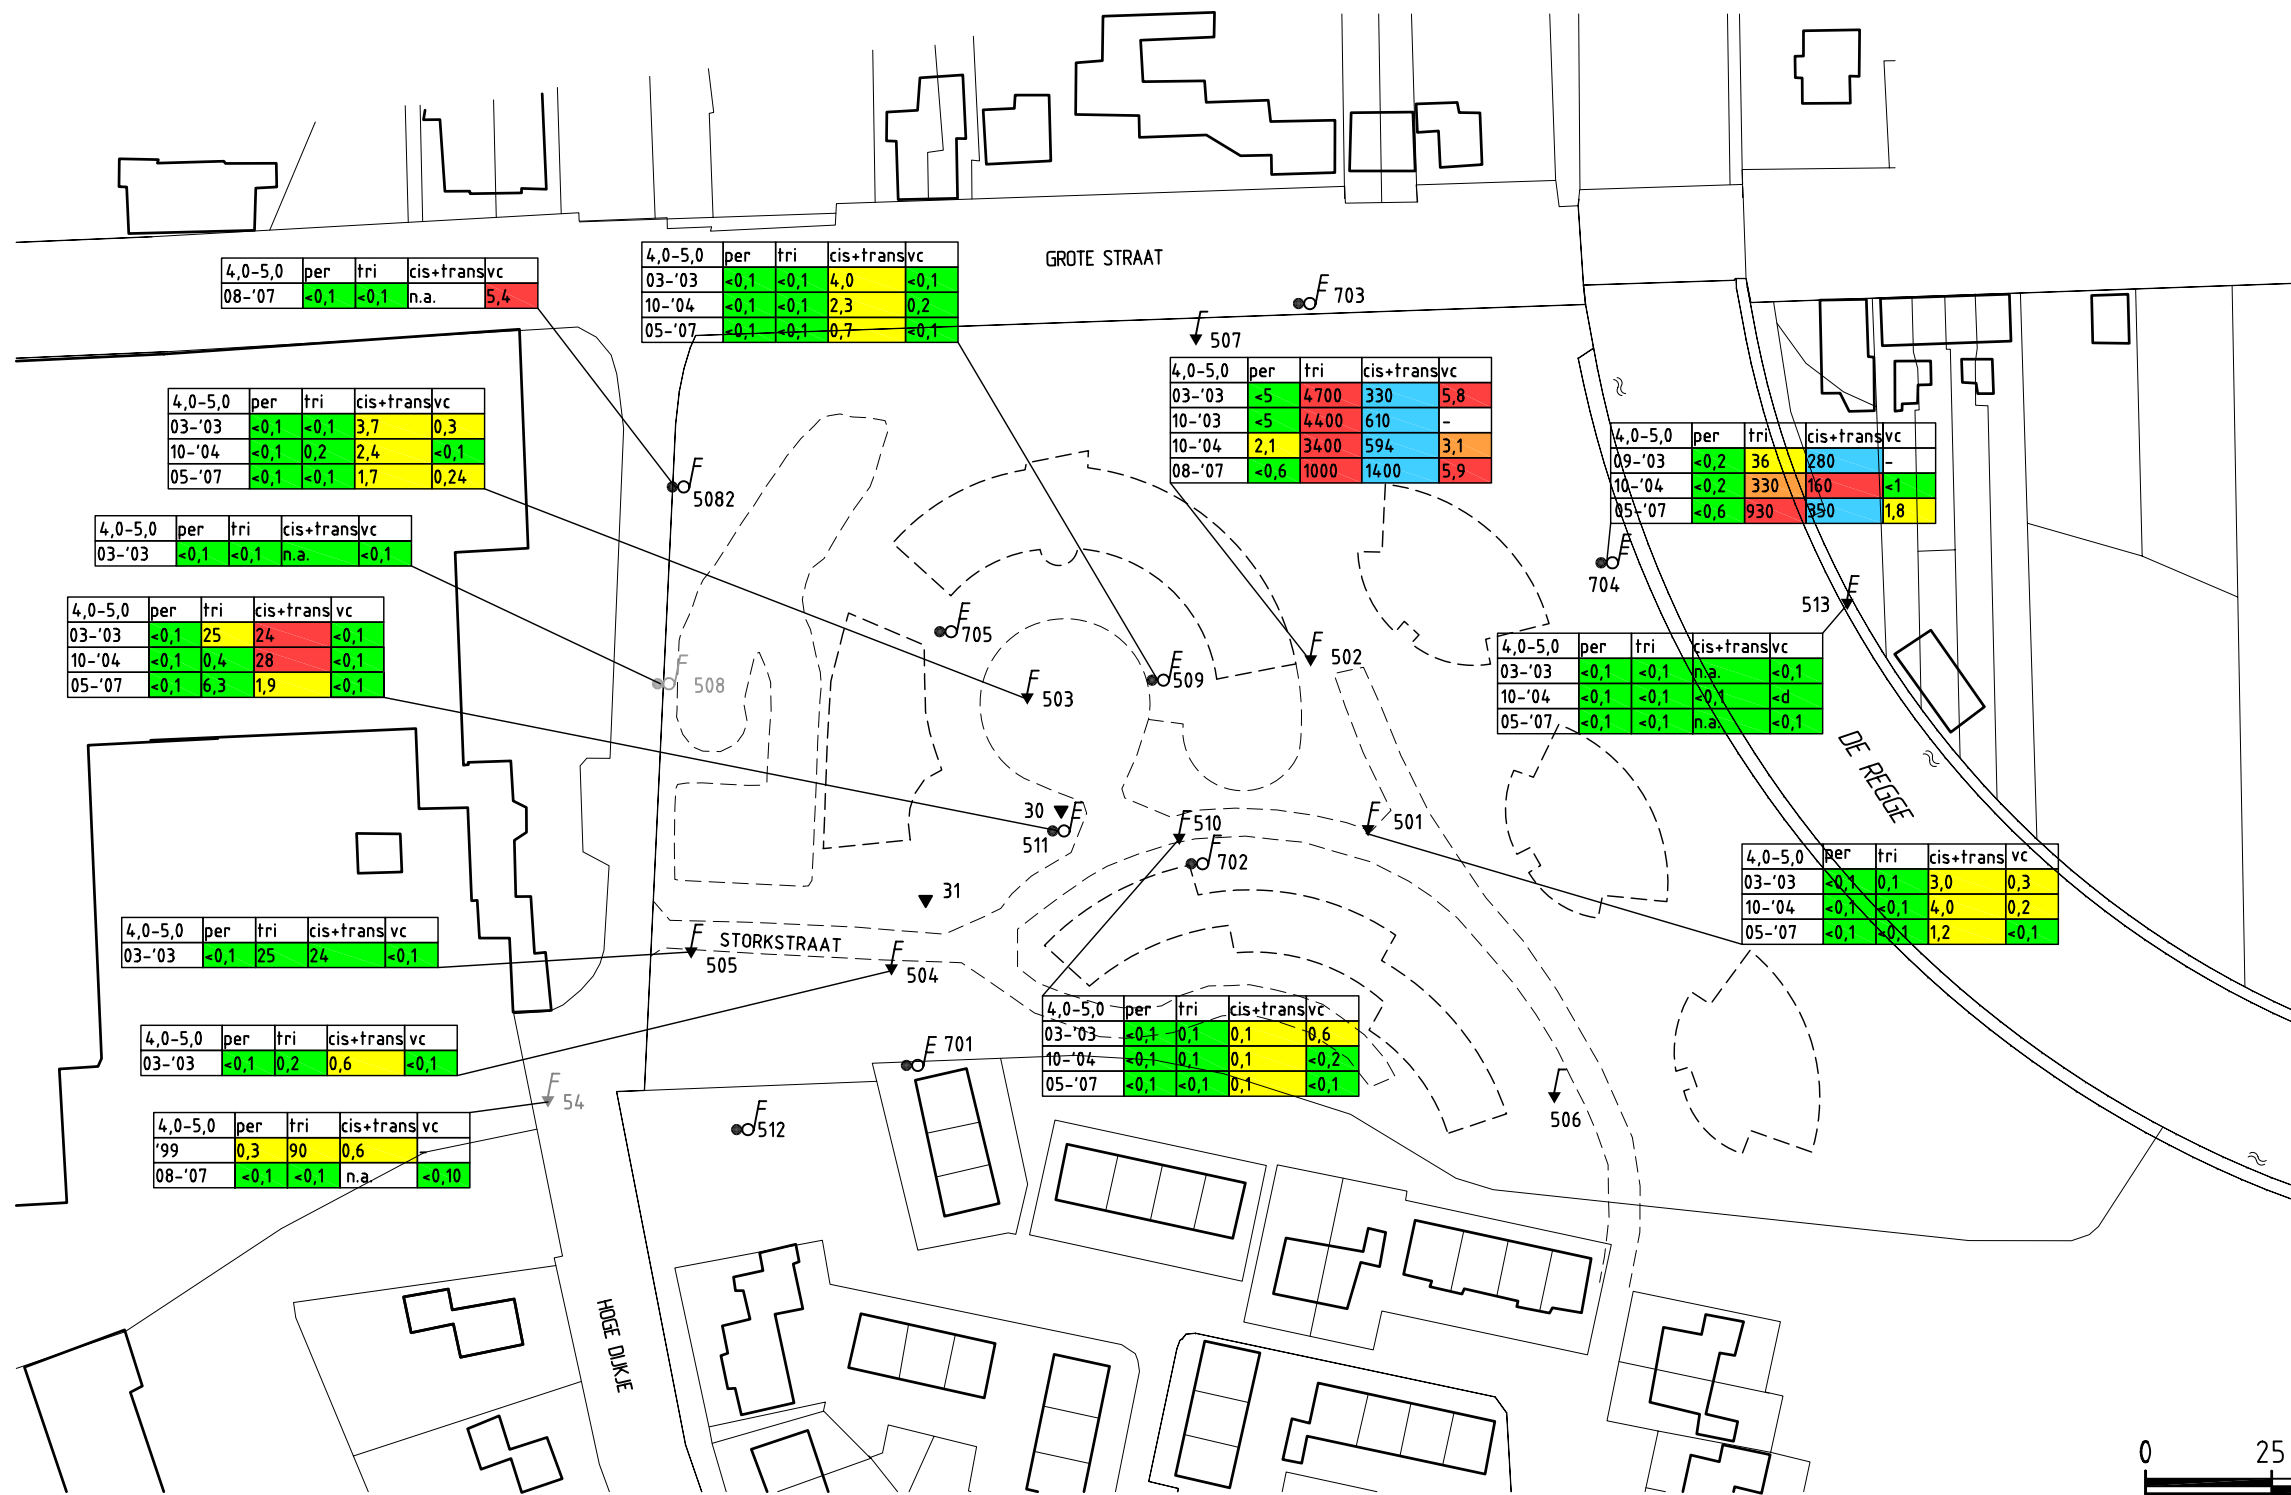 GROTE STRAAT
4,0-5,0 per tri cis+trans vc
08-'07 <0,1 <0,1 n.a. 5,4
4,0-5,0 per tri cis+trans vc
03-'03 <0,1 <0,1 4,0 <0,1
10-'04 <0,1 <0,1 2,3 0,2
05-'07 <0,1 <0,1 0,7 <0,1
F 703
F 507
4,0-5,0 per tri cis+trans vc
03-'03 <5 4700 330 5,8
10-'03 <5 4400 610 -
10-'04 2,1 3400 594 3,1
08-'07 <0,6 1000 1400 5,9
4,0-5,0 per tri cis+trans vc
03-'03 <0,1 <0,1 3,7 0,3
10-'04 <0,1 0,2 2,4 <0,1
05-'07 <0,1 <0,1 1,7 0,24
4,0-5,0 per tri cis+trans vc
09-'03 <0,2 36 280 -
10-'04 <0,2 330 160 <1
05-'07 <0,6 930 350 1,8
F 5082
4,0-5,0 per tri cis+trans vc
03-'03 <0,1 <0,1 n.a. <0,1
F 704
F 513
4,0-5,0 per tri cis+trans vc
03-'03 <0,1 25 24 <0,1
10-'04 <0,1 0,4 28 <0,1
05-'07 <0,1 6,3 1,9 <0,1
F 705
F 508
F 503
F 509
F 502
4,0-5,0 per tri cis+trans vc
03-'03 <0,1 <0,1 n.a. <0,1
10-'04 <0,1 <0,1 <0,1 <d
05-'07 <0,1 <0,1 n.a. <0,1
DE REGGE
30
F 511
F 510
F 501
F 702
4,0-5,0 per tri cis+trans vc
03-'03 <0,1 0,1 3,0 0,3
10-'04 <0,1 <0,1 4,0 0,2
05-'07 <0,1 <0,1 1,2 <0,1
31
4,0-5,0 per tri cis+trans vc
03-'03 <0,1 25 24 <0,1
STORKSTRAAT
F 505
F 504
4,0-5,0 per tri cis+trans vc
03-'03 <0,1 0,1 0,1 0,6
10-'04 <0,1 0,1 0,1 <0,2
05-'07 <0,1 <0,1 0,1 <0,1
4,0-5,0 per tri cis+trans vc
03-'03 <0,1 0,2 0,6 <0,1
F 701
F 54
F 512
F 506
4,0-5,0 per tri cis+trans vc
'99 0,3 90 0,6 -
08-'07 <0,1 <0,1 n.a. <0,10
HOGE DIJKJE
0 25